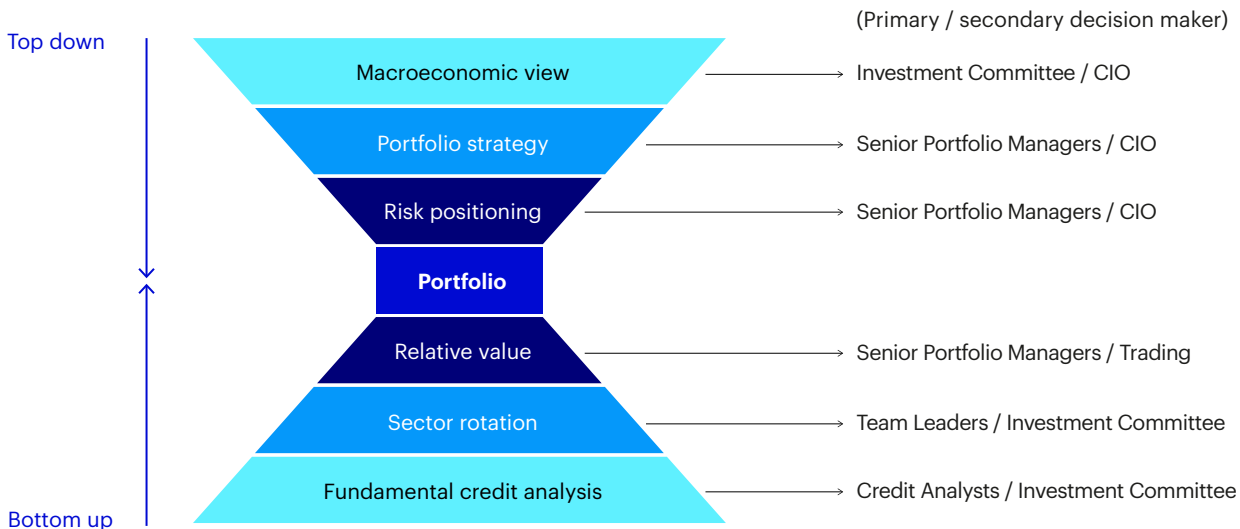 (Primary / secondary decision maker)
Top down
Macroeconomic view
Investment Committee / CIO
Portfolio strategy
Senior Portfolio Managers / CIO
Risk positioning
Senior Portfolio Managers / CIO
Portfolio
Relative value
Senior Portfolio Managers / Trading
Sector rotation
Team Leaders / Investment Committee
Fundamental credit analysis
Credit Analysts / Investment Committee
Bottom up